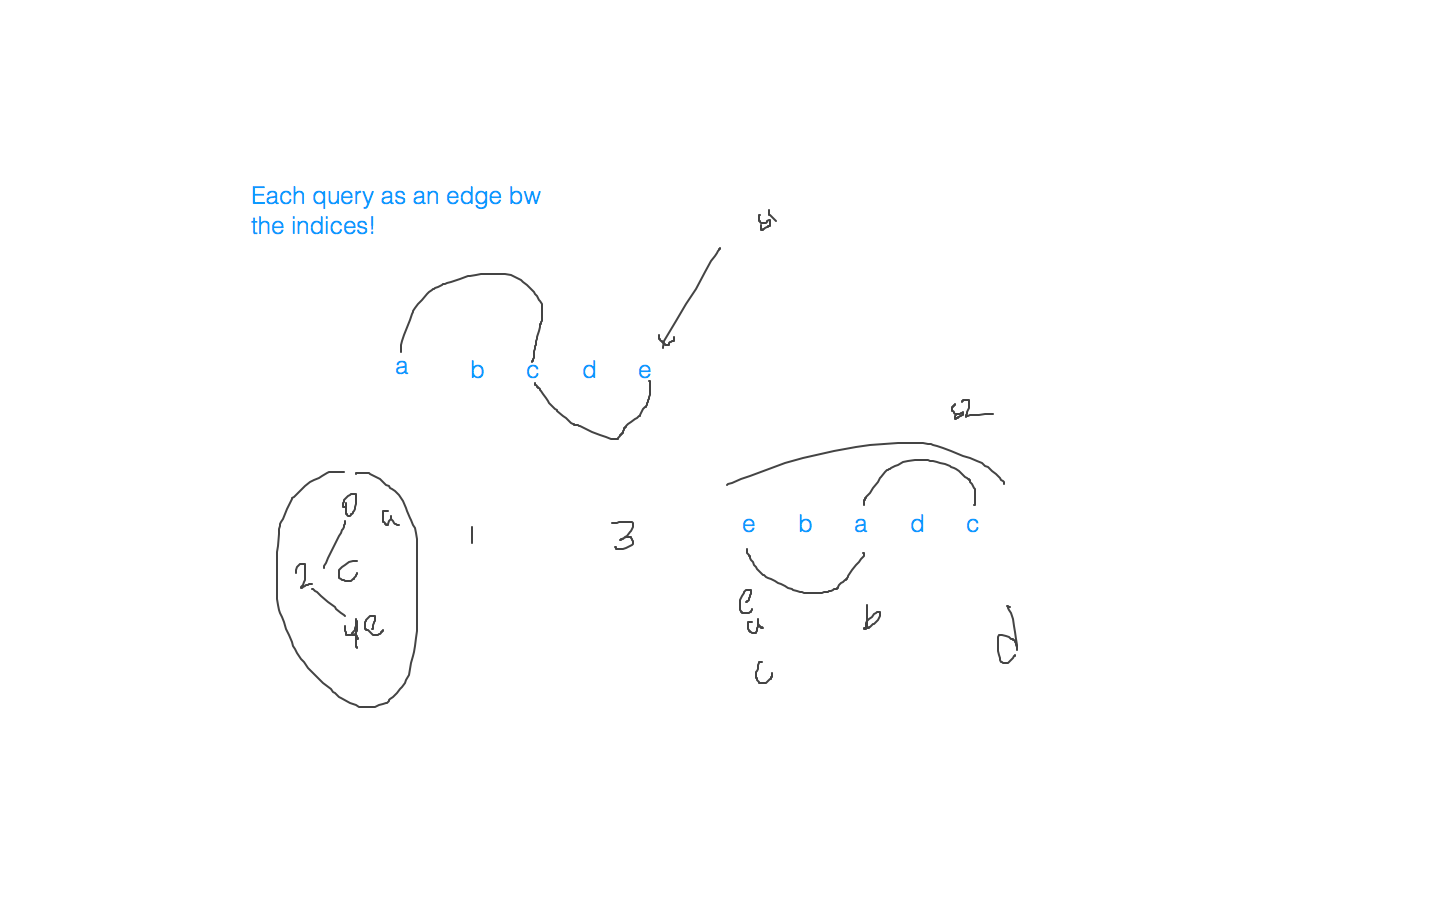 Each query as an edge bw
the indices!
s1
a b c d e
s2
0 a
2 c
4 e
1
3
e b a d c
e
a
c
b
d